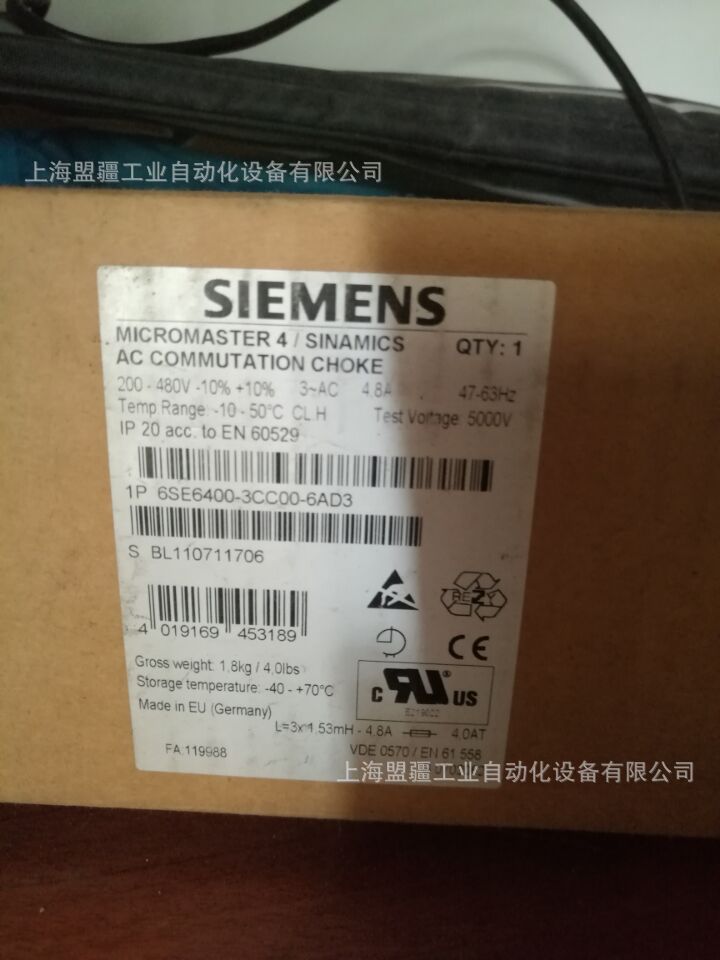 上海盟疆工业自动化设备有限公司
SIEMENS
MICROMASTER 4 / SINAMICS QTY: 1
AC COMMUTATION CHOKE
200 - 480V -10% +10% 3~AC 4.8A 47-63Hz
Temp.Range: -10 - 50°C CL.H Test Voltage: 5000V
IP 20 acc. to EN 60529
1P 6SE6400-3CC00-6AD3
S BL110711706
REZY
4 019169 453189
CE
Gross weight: 1.8kg / 4.0lbs
Storage temperature: -40 - +70°C
c RU US
Made in EU (Germany)
L=3x 1.53mH - 4.8A 4.0AT
FA:119988 VDE 0570 / EN 61 558
上海盟疆工业自动化设备有限公司